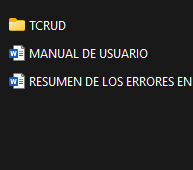 TCRUD
MANUAL DE USUARIO
RESUMEN DE LOS ERRORES EN